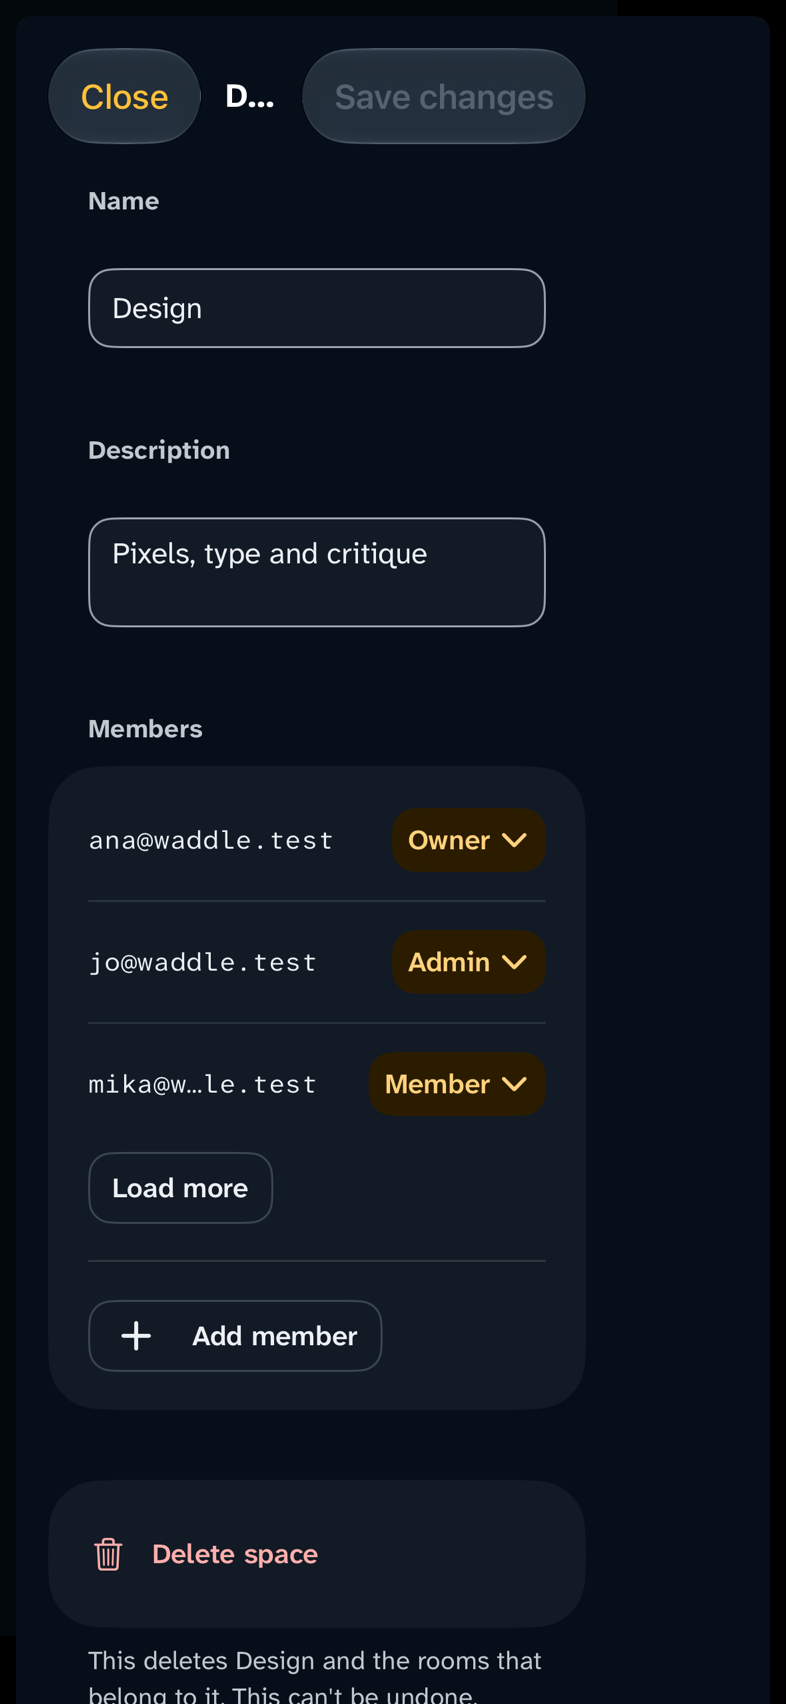 Close D... Save changes
Name
Design
Description
Pixels, type and critique
Members
ana@waddle.test Owner
jo@waddle.test Admin
mika@w…le.test Member
Load more
Add member
Delete space
This deletes Design and the rooms that
belong to it. This can't be undone.